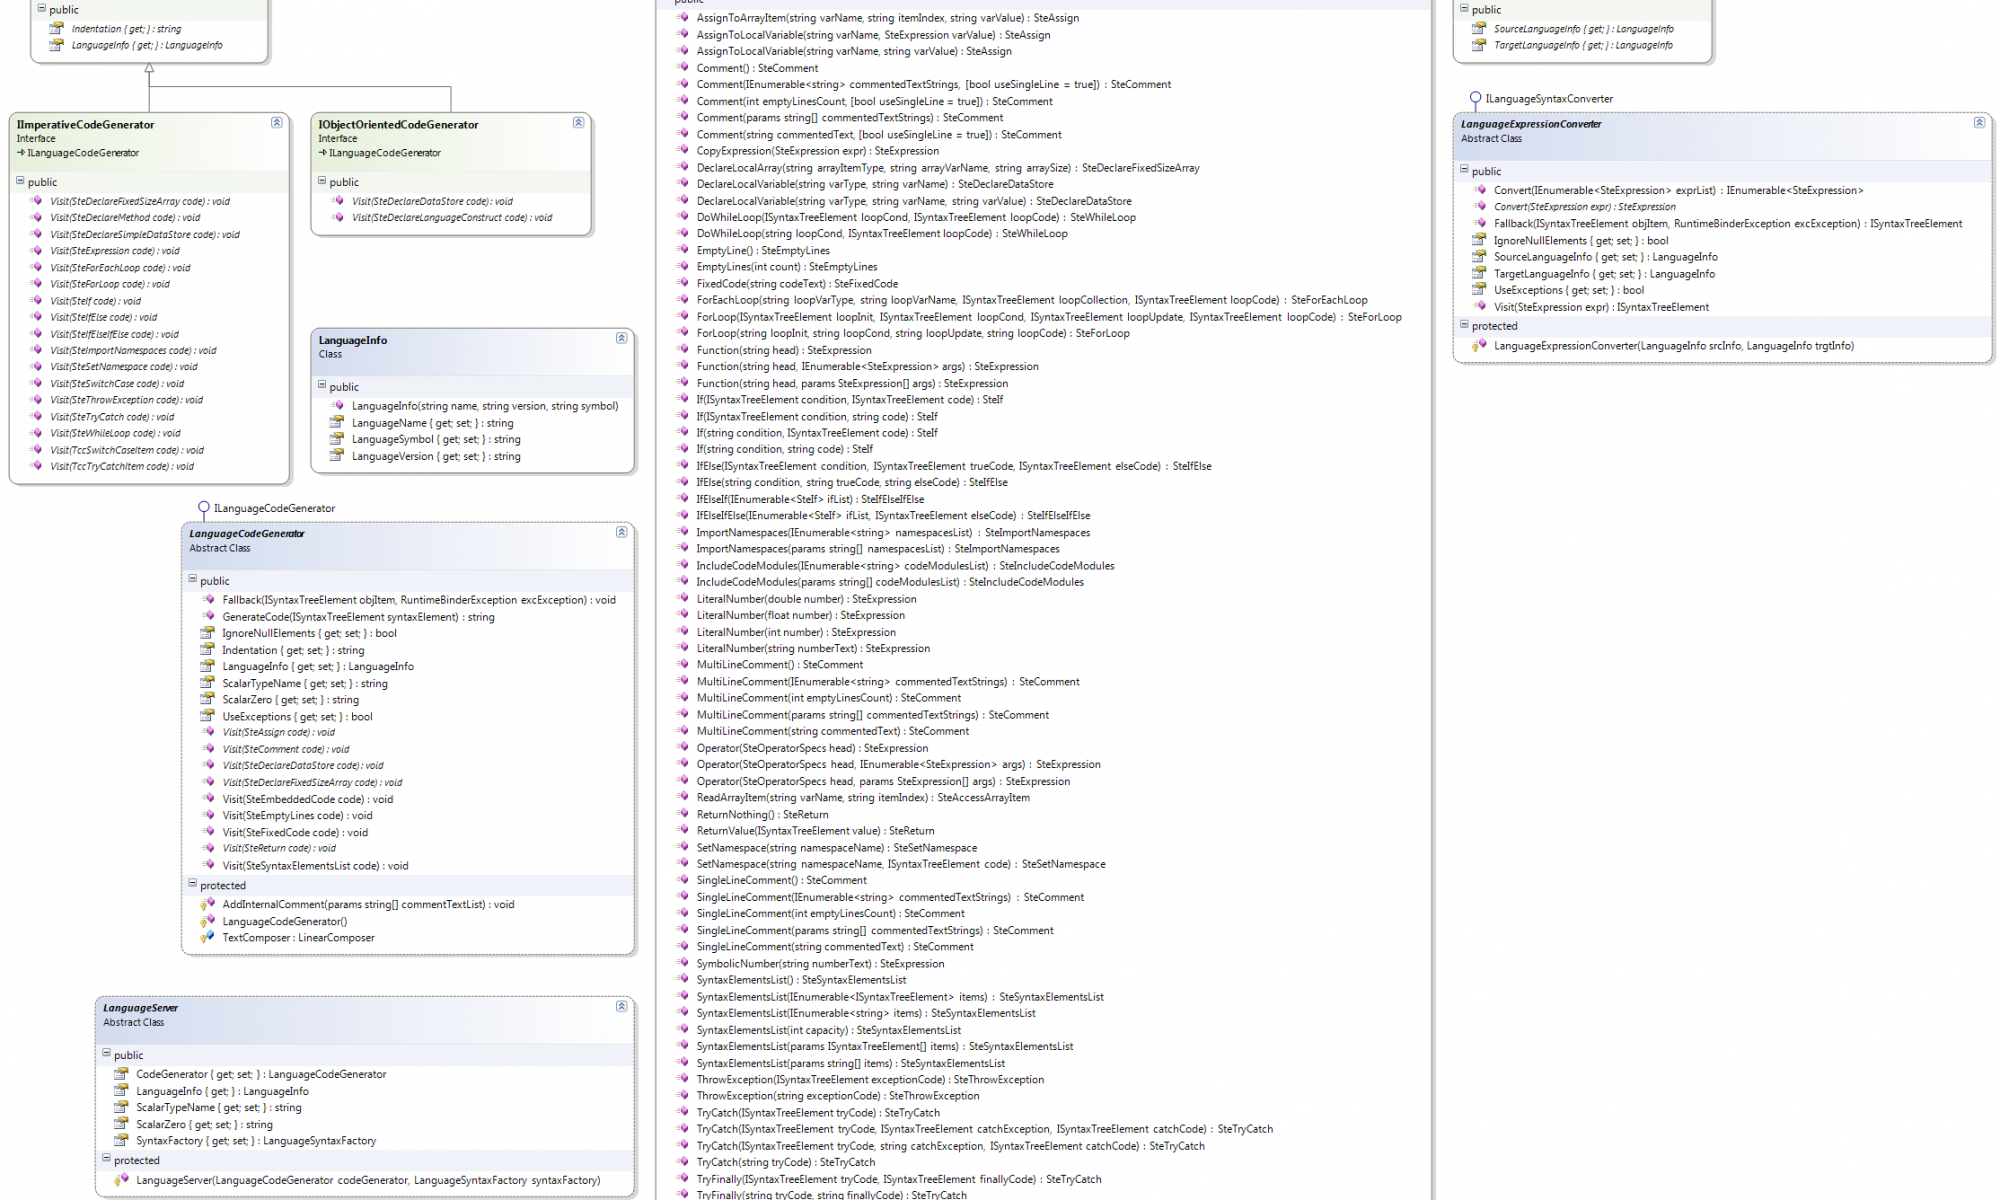 public
Indentation { get; } : string
LanguageInfo { get; } : LanguageInfo
IImperativeCodeGenerator
Interface
ILanguageCodeGenerator
public
Visit(SteDeclareFixedSizeArray code) : void
Visit(SteDeclareMethod code) : void
Visit(SteDeclareSimpleDataStore code) : void
Visit(SteExpression code) : void
Visit(SteForEachLoop code) : void
Visit(SteForLoop code) : void
Visit(SteIf code) : void
Visit(SteIfElse code) : void
Visit(SteIfElseIfElse code) : void
Visit(SteImportNamespaces code) : void
Visit(SteSetNamespace code) : void
Visit(SteSwitchCase code) : void
Visit(SteThrowException code) : void
Visit(SteTryCatch code) : void
Visit(SteWhileLoop code) : void
Visit(TccSwitchCaseItem code) : void
Visit(TccTryCatchItem code) : void
IObjectOrientedCodeGenerator
Interface
ILanguageCodeGenerator
public
Visit(SteDeclareDataStore code) : void
Visit(SteDeclareLanguageConstruct code) : void
LanguageInfo
Class
public
LanguageInfo(string name, string version, string symbol)
LanguageName { get; set; } : string
LanguageSymbol { get; set; } : string
LanguageVersion { get; set; } : string
ILanguageCodeGenerator
LanguageCodeGenerator
Abstract Class
public
Fallback(ISyntaxTreeElement objItem, RuntimeBinderException excException) : void
GenerateCode(ISyntaxTreeElement syntaxElement) : string
IgnoreNullElements { get; set; } : bool
Indentation { get; set; } : string
LanguageInfo { get; set; } : LanguageInfo
ScalarTypeName { get; set; } : string
ScalarZero { get; set; } : string
UseExceptions { get; set; } : bool
Visit(SteAssign code) : void
Visit(SteComment code) : void
Visit(SteDeclareDataStore code) : void
Visit(SteDeclareFixedSizeArray code) : void
Visit(SteEmbeddedCode code) : void
Visit(SteEmptyLines code) : void
Visit(SteFixedCode code) : void
Visit(SteReturn code) : void
Visit(SteSyntaxElementsList code) : void
protected
AddInternalComment(params string[] commentTextList) : void
LanguageCodeGenerator()
TextComposer : LinearComposer
LanguageServer
Abstract Class
public
CodeGenerator { get; set; } : LanguageCodeGenerator
LanguageInfo { get; } : LanguageInfo
ScalarTypeName { get; set; } : string
ScalarZero { get; set; } : string
SyntaxFactory { get; set; } : LanguageSyntaxFactory
protected
LanguageServer(LanguageCodeGenerator codeGenerator, LanguageSyntaxFactory syntaxFactory)
public
AssignToArrayItem(string varName, string itemIndex, string varValue) : SteAssign
AssignToLocalVariable(string varName, SteExpression varValue) : SteAssign
AssignToLocalVariable(string varName, string varValue) : SteAssign
Comment() : SteComment
Comment(IEnumerable<string> commentedTextStrings, [bool useSingleLine = true]) : SteComment
Comment(int emptyLinesCount, [bool useSingleLine = true]) : SteComment
Comment(params string[] commentedTextStrings) : SteComment
Comment(string commentedText, [bool useSingleLine = true]) : SteComment
CopyExpression(SteExpression expr) : SteExpression
DeclareLocalArray(string arrayItemType, string arrayVarName, string arraySize) : SteDeclareFixedSizeArray
DeclareLocalVariable(string varType, string varName) : SteDeclareDataStore
DeclareLocalVariable(string varType, string varName, string varValue) : SteDeclareDataStore
DoWhileLoop(ISyntaxTreeElement loopCond, ISyntaxTreeElement loopCode) : SteWhileLoop
DoWhileLoop(string loopCond, ISyntaxTreeElement loopCode) : SteWhileLoop
EmptyLine() : SteEmptyLines
EmptyLines(int count) : SteEmptyLines
FixedCode(string codeText) : SteFixedCode
ForEachLoop(string loopVarType, string loopVarName, ISyntaxTreeElement loopCollection, ISyntaxTreeElement loopCode) : SteForEachLoop
ForLoop(ISyntaxTreeElement loopInit, ISyntaxTreeElement loopCond, ISyntaxTreeElement loopUpdate, ISyntaxTreeElement loopCode) : SteForLoop
ForLoop(string loopInit, string loopCond, string loopUpdate, string loopCode) : SteForLoop
Function(string head) : SteExpression
Function(string head, IEnumerable<SteExpression> args) : SteExpression
Function(string head, params SteExpression[] args) : SteExpression
If(ISyntaxTreeElement condition, ISyntaxTreeElement code) : SteIf
If(ISyntaxTreeElement condition, string code) : SteIf
If(string condition, ISyntaxTreeElement code) : SteIf
If(string condition, string code) : SteIf
IfElse(ISyntaxTreeElement condition, ISyntaxTreeElement trueCode, ISyntaxTreeElement elseCode) : SteIfElse
IfElse(string condition, string trueCode, string elseCode) : SteIfElse
IfElseIf(IEnumerable<SteIf> ifList) : SteIfElseIfElse
IfElseIfElse(IEnumerable<SteIf> ifList, ISyntaxTreeElement elseCode) : SteIfElseIfElse
ImportNamespaces(IEnumerable<string> namespacesList) : SteImportNamespaces
ImportNamespaces(params string[] namespacesList) : SteImportNamespaces
IncludeCodeModules(IEnumerable<string> codeModulesList) : SteIncludeCodeModules
IncludeCodeModules(params string[] codeModulesList) : SteIncludeCodeModules
LiteralNumber(double number) : SteExpression
LiteralNumber(float number) : SteExpression
LiteralNumber(int number) : SteExpression
LiteralNumber(string numberText) : SteExpression
MultiLineComment() : SteComment
MultiLineComment(IEnumerable<string> commentedTextStrings) : SteComment
MultiLineComment(int emptyLinesCount) : SteComment
MultiLineComment(params string[] commentedTextStrings) : SteComment
MultiLineComment(string commentedText) : SteComment
Operator(SteOperatorSpecs head) : SteExpression
Operator(SteOperatorSpecs head, IEnumerable<SteExpression> args) : SteExpression
Operator(SteOperatorSpecs head, params SteExpression[] args) : SteExpression
ReadArrayItem(string varName, string itemIndex) : SteAccessArrayItem
ReturnNothing() : SteReturn
ReturnValue(ISyntaxTreeElement value) : SteReturn
SetNamespace(string namespaceName) : SteSetNamespace
SetNamespace(string namespaceName, ISyntaxTreeElement code) : SteSetNamespace
SingleLineComment() : SteComment
SingleLineComment(IEnumerable<string> commentedTextStrings) : SteComment
SingleLineComment(int emptyLinesCount) : SteComment
SingleLineComment(params string[] commentedTextStrings) : SteComment
SingleLineComment(string commentedText) : SteComment
SymbolicNumber(string numberText) : SteExpression
SyntaxElementsList() : SteSyntaxElementsList
SyntaxElementsList(IEnumerable<ISyntaxTreeElement> items) : SteSyntaxElementsList
SyntaxElementsList(IEnumerable<string> items) : SteSyntaxElementsList
SyntaxElementsList(int capacity) : SteSyntaxElementsList
SyntaxElementsList(params ISyntaxTreeElement[] items) : SteSyntaxElementsList
SyntaxElementsList(params string[] items) : SteSyntaxElementsList
ThrowException(ISyntaxTreeElement exceptionCode) : SteThrowException
ThrowException(string exceptionCode) : SteThrowException
TryCatch(ISyntaxTreeElement tryCode) : SteTryCatch
TryCatch(ISyntaxTreeElement tryCode, ISyntaxTreeElement catchException, ISyntaxTreeElement catchCode) : SteTryCatch
TryCatch(ISyntaxTreeElement tryCode, string catchException, ISyntaxTreeElement catchCode) : SteTryCatch
TryCatch(string tryCode) : SteTryCatch
TryFinally(ISyntaxTreeElement tryCode, ISyntaxTreeElement finallyCode) : SteTryCatch
TryFinally(string tryCode, string finallyCode) : SteTryCatch
public
SourceLanguageInfo { get; } : LanguageInfo
TargetLanguageInfo { get; } : LanguageInfo
ILanguageSyntaxConverter
LanguageExpressionConverter
Abstract Class
public
Convert(IEnumerable<SteExpression> exprList) : IEnumerable<SteExpression>
Convert(SteExpression expr) : SteExpression
Fallback(ISyntaxTreeElement objItem, RuntimeBinderException excException) : ISyntaxTreeElement
IgnoreNullElements { get; set; } : bool
SourceLanguageInfo { get; set; } : LanguageInfo
TargetLanguageInfo { get; set; } : LanguageInfo
UseExceptions { get; set; } : bool
Visit(SteExpression expr) : ISyntaxTreeElement
protected
LanguageExpressionConverter(LanguageInfo srcInfo, LanguageInfo trgtInfo)